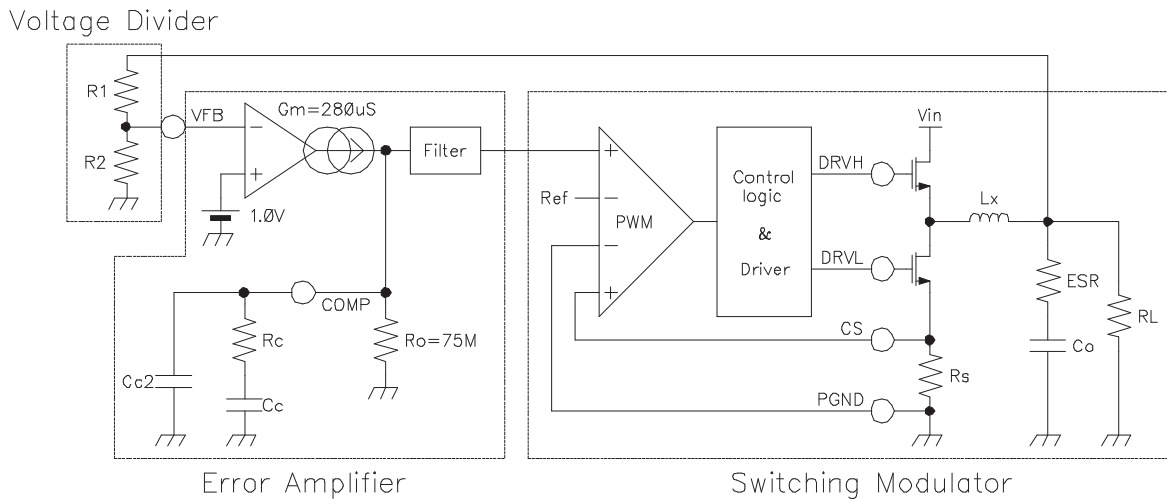 Voltage Divider
R1
R2
VFB
Gm=280uS
1.0V
Filter
COMP
Rc
Ro=75M
Cc2
Cc
Error Amplifier
Vin
+
-
Ref
-
PWM
-
+
Control
logic
&
Driver
DRVH
DRVL
Lx
CS
ESR
RL
Co
Rs
PGND
Switching Modulator